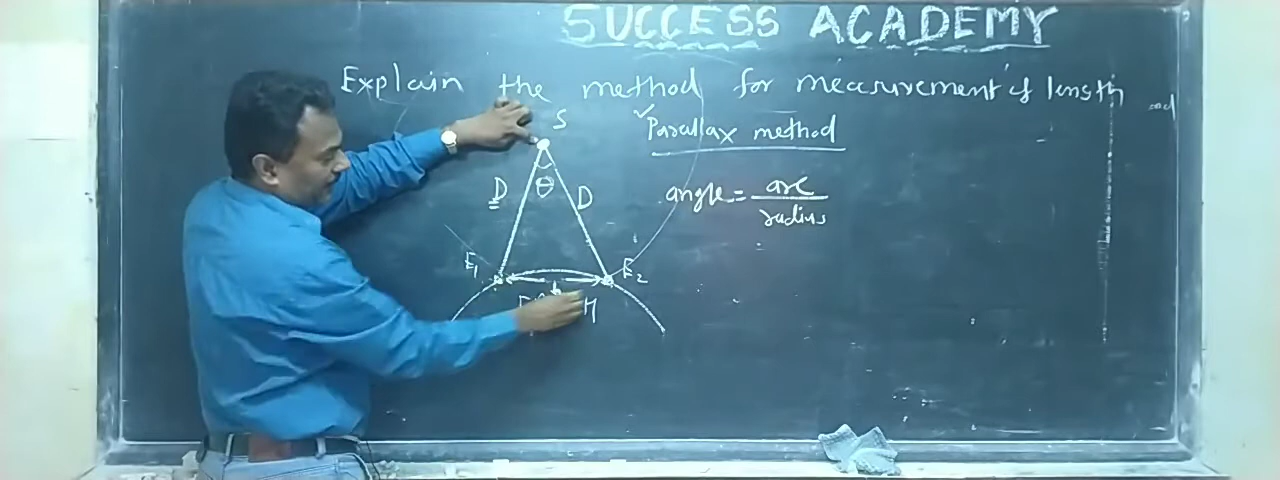 SUCCESS ACADEMY
Explain the method for measurement of length
S
✓Parallax method
D θ D
angle = arc
radius
E₁ E₂
b